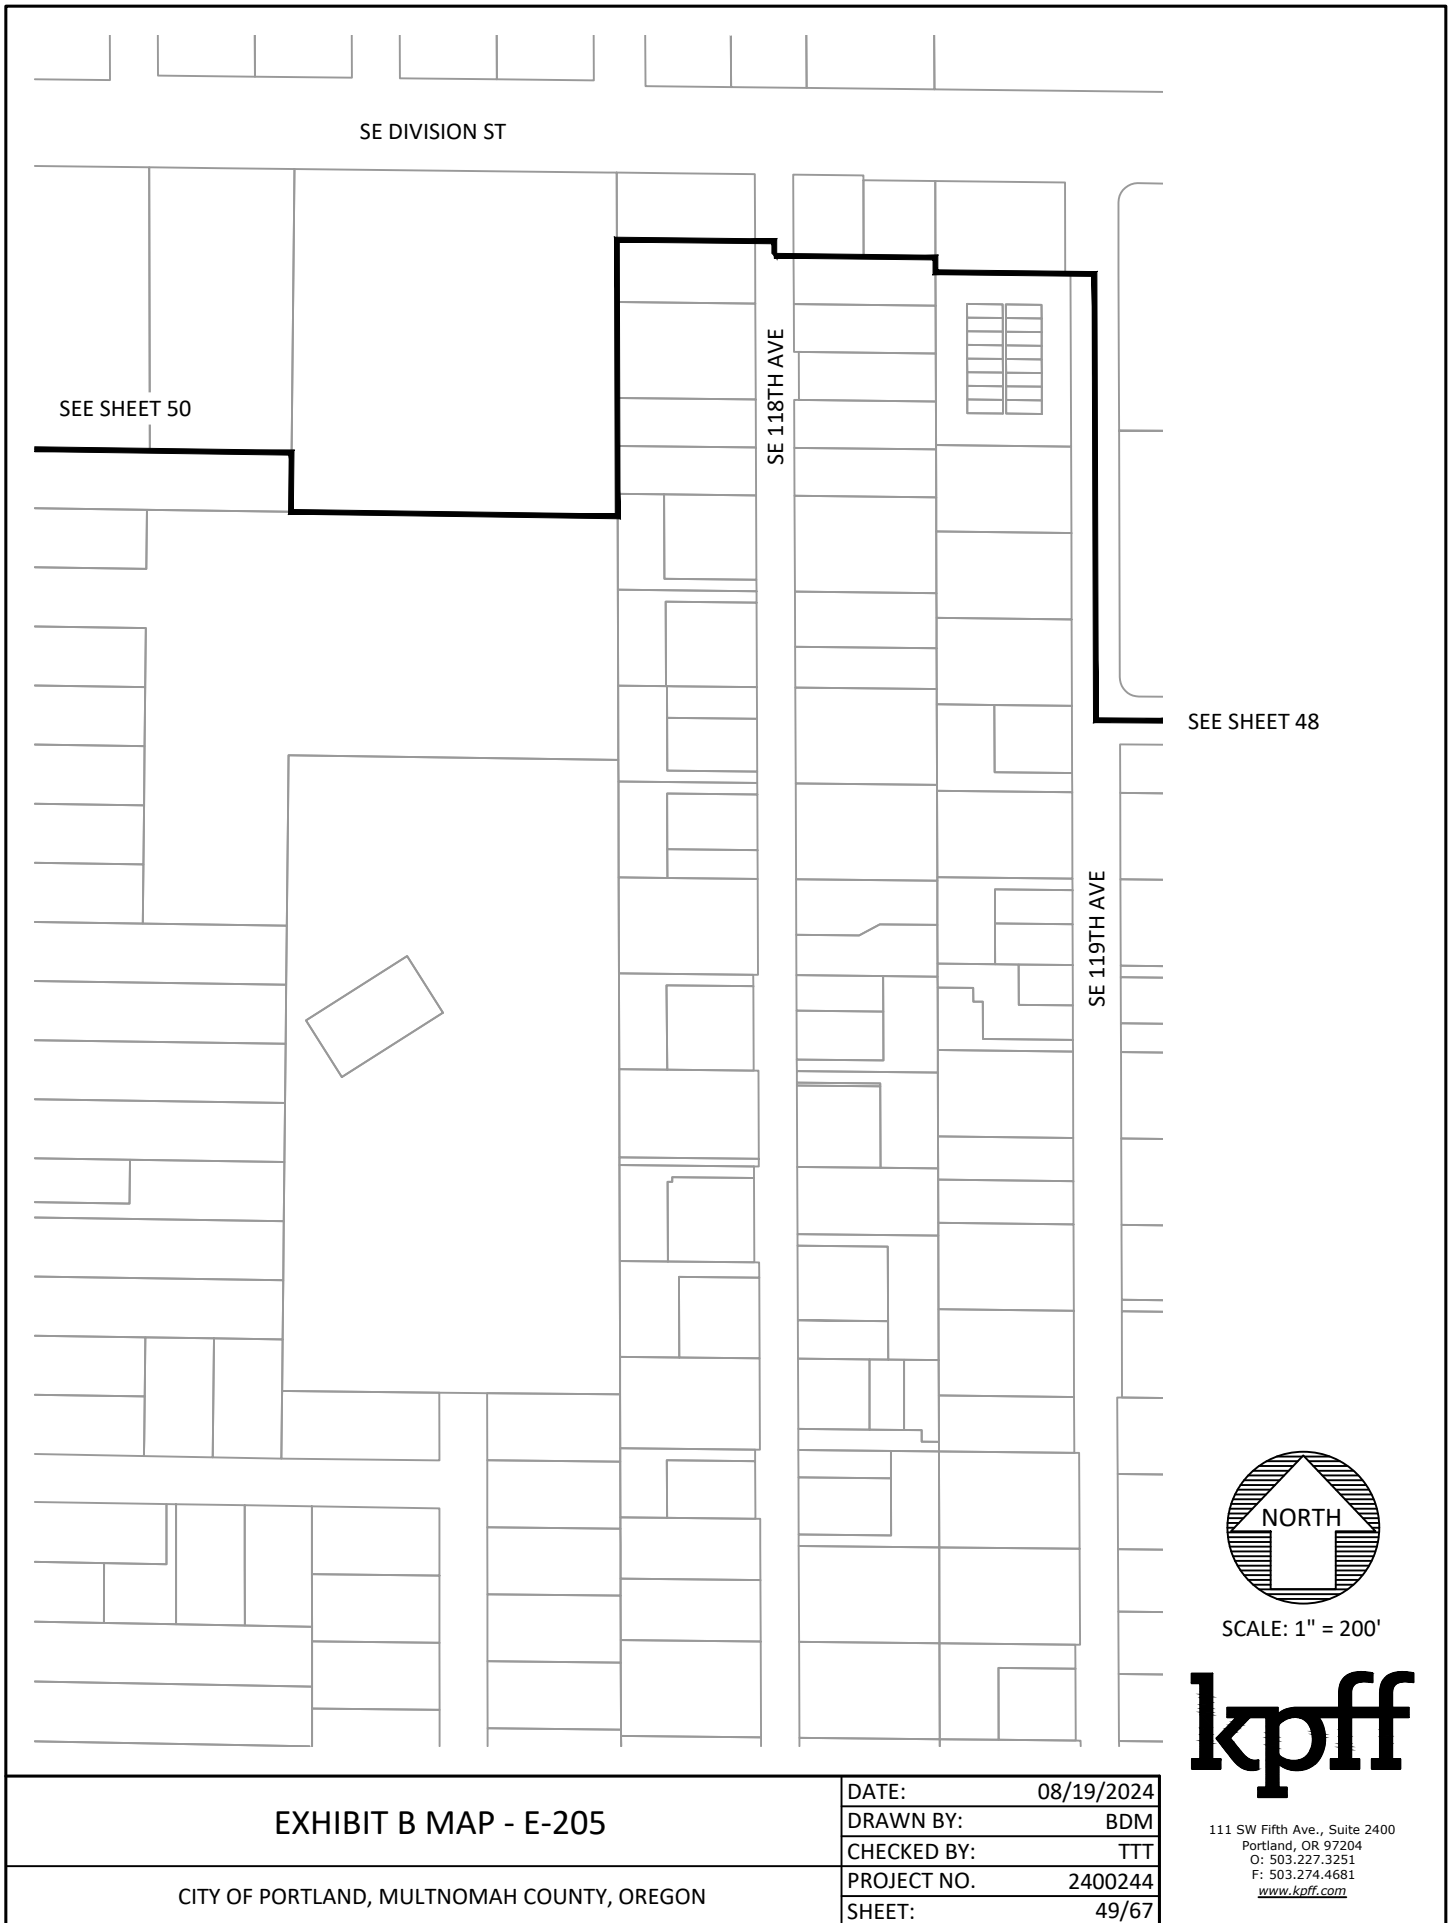 SE DIVISION ST
SE 118TH AVE
SEE SHEET 50
SEE SHEET 48
SE 119TH AVE
NORTH
SCALE: 1" = 200'
kpff
111 SW Fifth Ave., Suite 2400
Portland, OR 97204
O: 503.227.3251
F: 503.274.4681
www.kpff.com
EXHIBIT B MAP - E-205
CITY OF PORTLAND, MULTNOMAH COUNTY, OREGON
DATE: 08/19/2024
DRAWN BY: BDM
CHECKED BY: TTT
PROJECT NO. 2400244
SHEET: 49/67